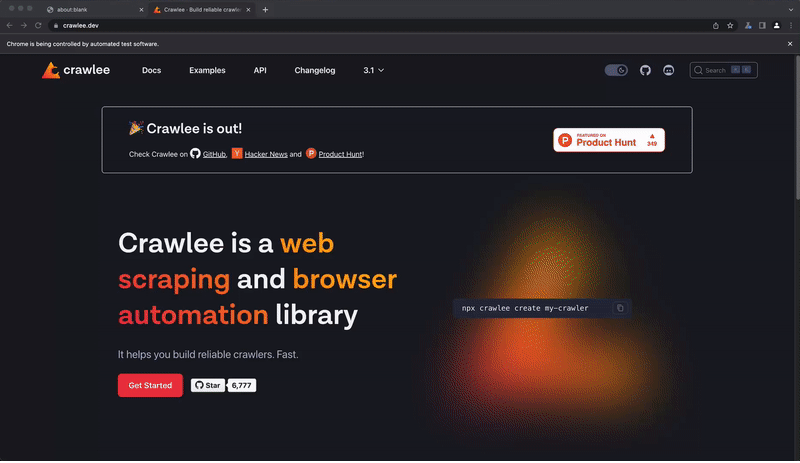 about:blank
Crawlee · Build reliable crawle
crawlee.dev
Chrome is being controlled by automated test software.
crawlee
Docs
Examples
API
Changelog
3.1
Search
🎉 Crawlee is out!
Check Crawlee on GitHub, Hacker News and Product Hunt!
FEATURED ON
Product Hunt
349
Crawlee is a web
scraping and browser
automation library
npx crawlee create my-crawler
It helps you build reliable crawlers. Fast.
Get Started
Star
6,777